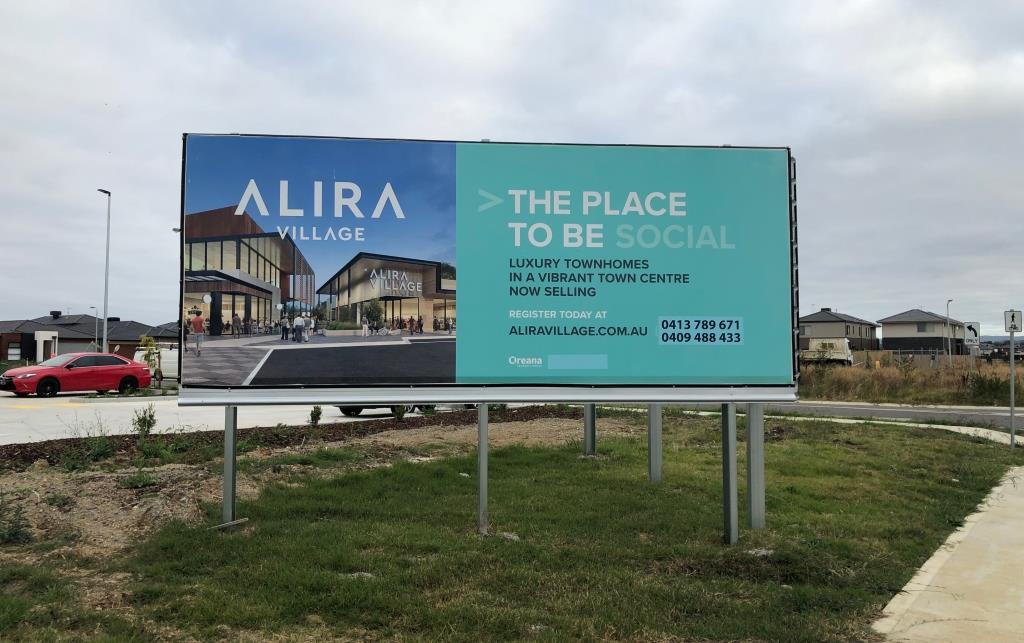 ALIRA
VILLAGE
ALIRA
VILLAGE
>THE PLACE
TO BE SOCIAL
LUXURY TOWNHOMES
IN A VIBRANT TOWN CENTRE
NOW SELLING
REGISTER TODAY AT
ALIRAVILLAGE.COM.AU
0413 789 671
0409 488 433
Oreana
ONLY